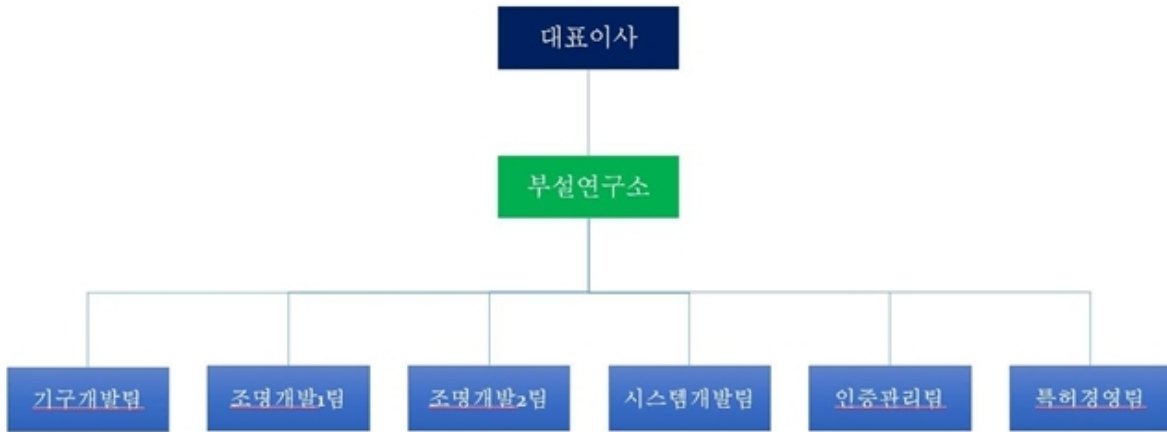 대표이사
부설연구소
기구개발팀
조명개발1팀
조명개발2팀
시스템개발팀
인증관리팀
특허경영팀